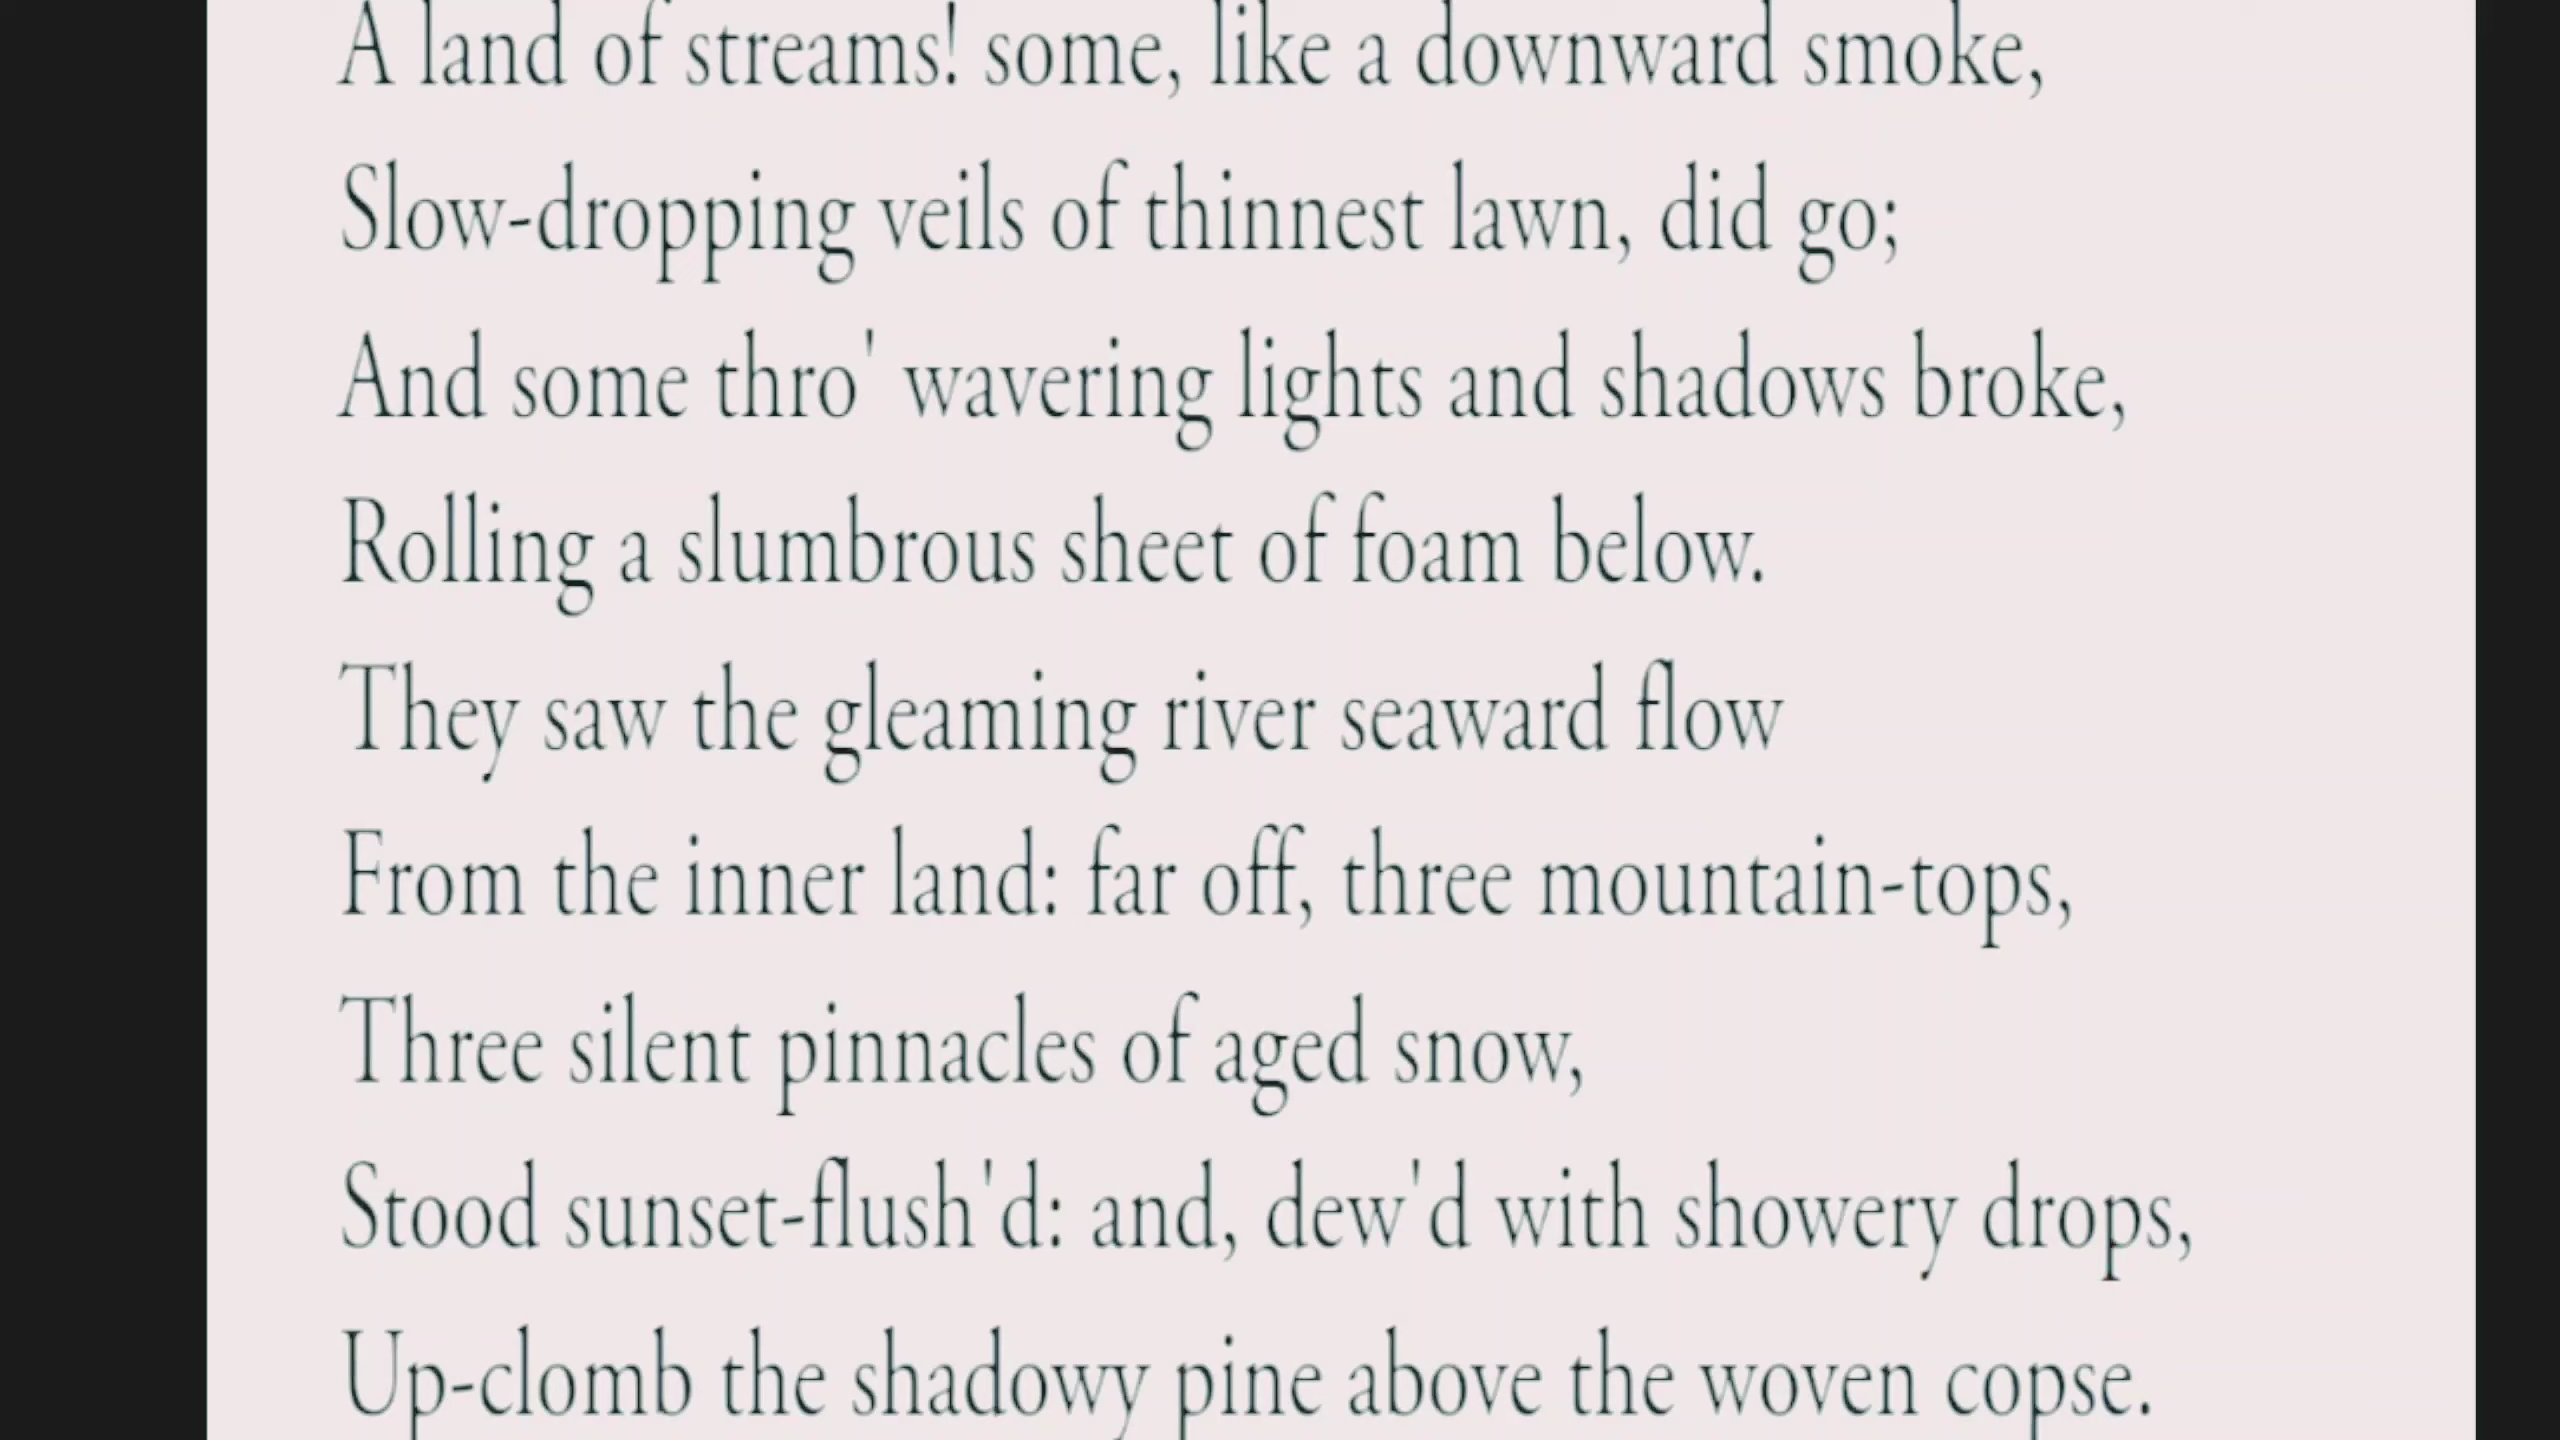 A land of streams! some, like a downward smoke,
Slow-dropping veils of thinnest lawn, did go;
And some thro' wavering lights and shadows broke,
Rolling a slumbrous sheet of foam below.
They saw the gleaming river seaward flow
From the inner land: far off, three mountain-tops,
Three silent pinnacles of aged snow,
Stood sunset-flush'd: and, dew'd with showery drops,
Up-clomb the shadowy pine above the woven copse.